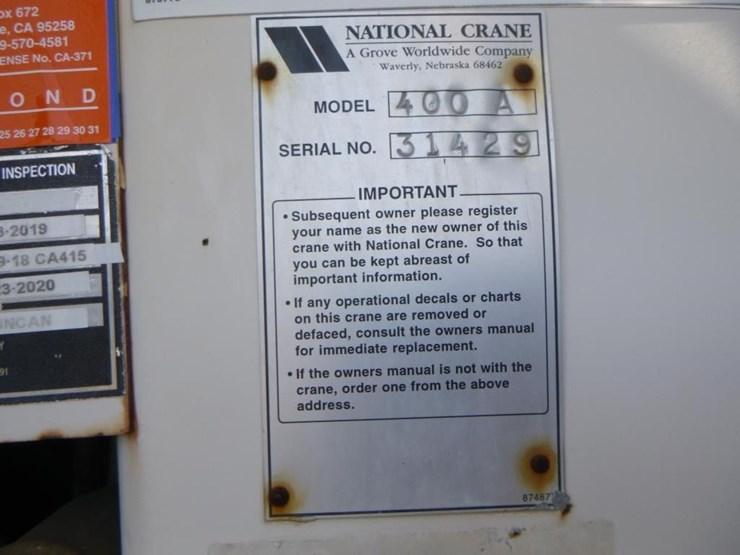 ox 672
e, CA 95258
9-570-4581
ENSE No. CA-371
O N D
25 26 27 28 29 30 31
INSPECTION
-2019
-18 CA415
3-2020
NCAN
91
NATIONAL CRANE
A Grove Worldwide Company
Waverly, Nebraska 68462
MODEL 400 A
SERIAL NO. 31429
IMPORTANT
• Subsequent owner please register
your name as the new owner of this
crane with National Crane. So that
you can be kept abreast of
important information.
• If any operational decals or charts
on this crane are removed or
defaced, consult the owners manual
for immediate replacement.
• If the owners manual is not with the
crane, order one from the above
address.
87487